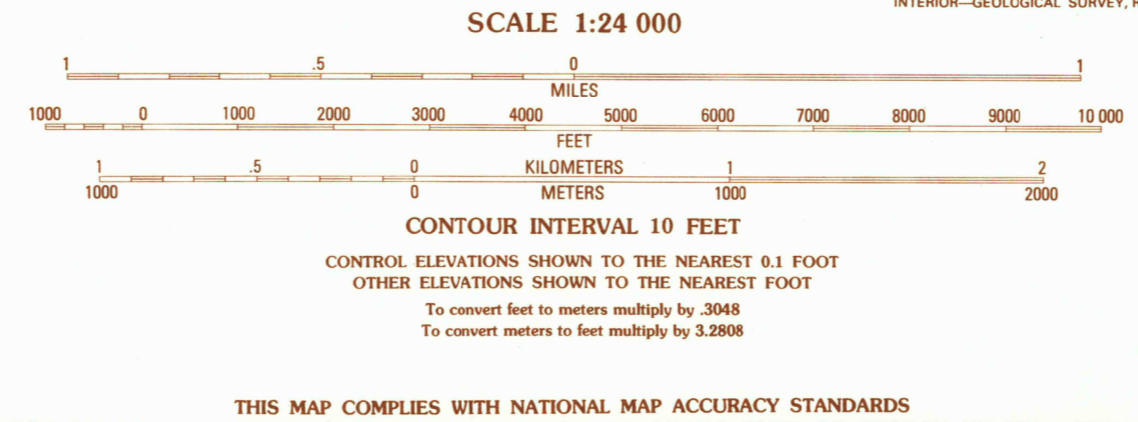 INTERIOR—GEOLOGICAL SURVEY,
SCALE 1:24 000
1 .5 0 1
MILES
1000 0 1000 2000 3000 4000 5000 6000 7000 8000 9000 10 000
FEET
1 .5 0 KILOMETERS 1 2
1000 0 METERS 1000 2000
CONTOUR INTERVAL 10 FEET
CONTROL ELEVATIONS SHOWN TO THE NEAREST 0.1 FOOT
OTHER ELEVATIONS SHOWN TO THE NEAREST FOOT
To convert feet to meters multiply by .3048
To convert meters to feet multiply by 3.2808
THIS MAP COMPLIES WITH NATIONAL MAP ACCURACY STANDARDS